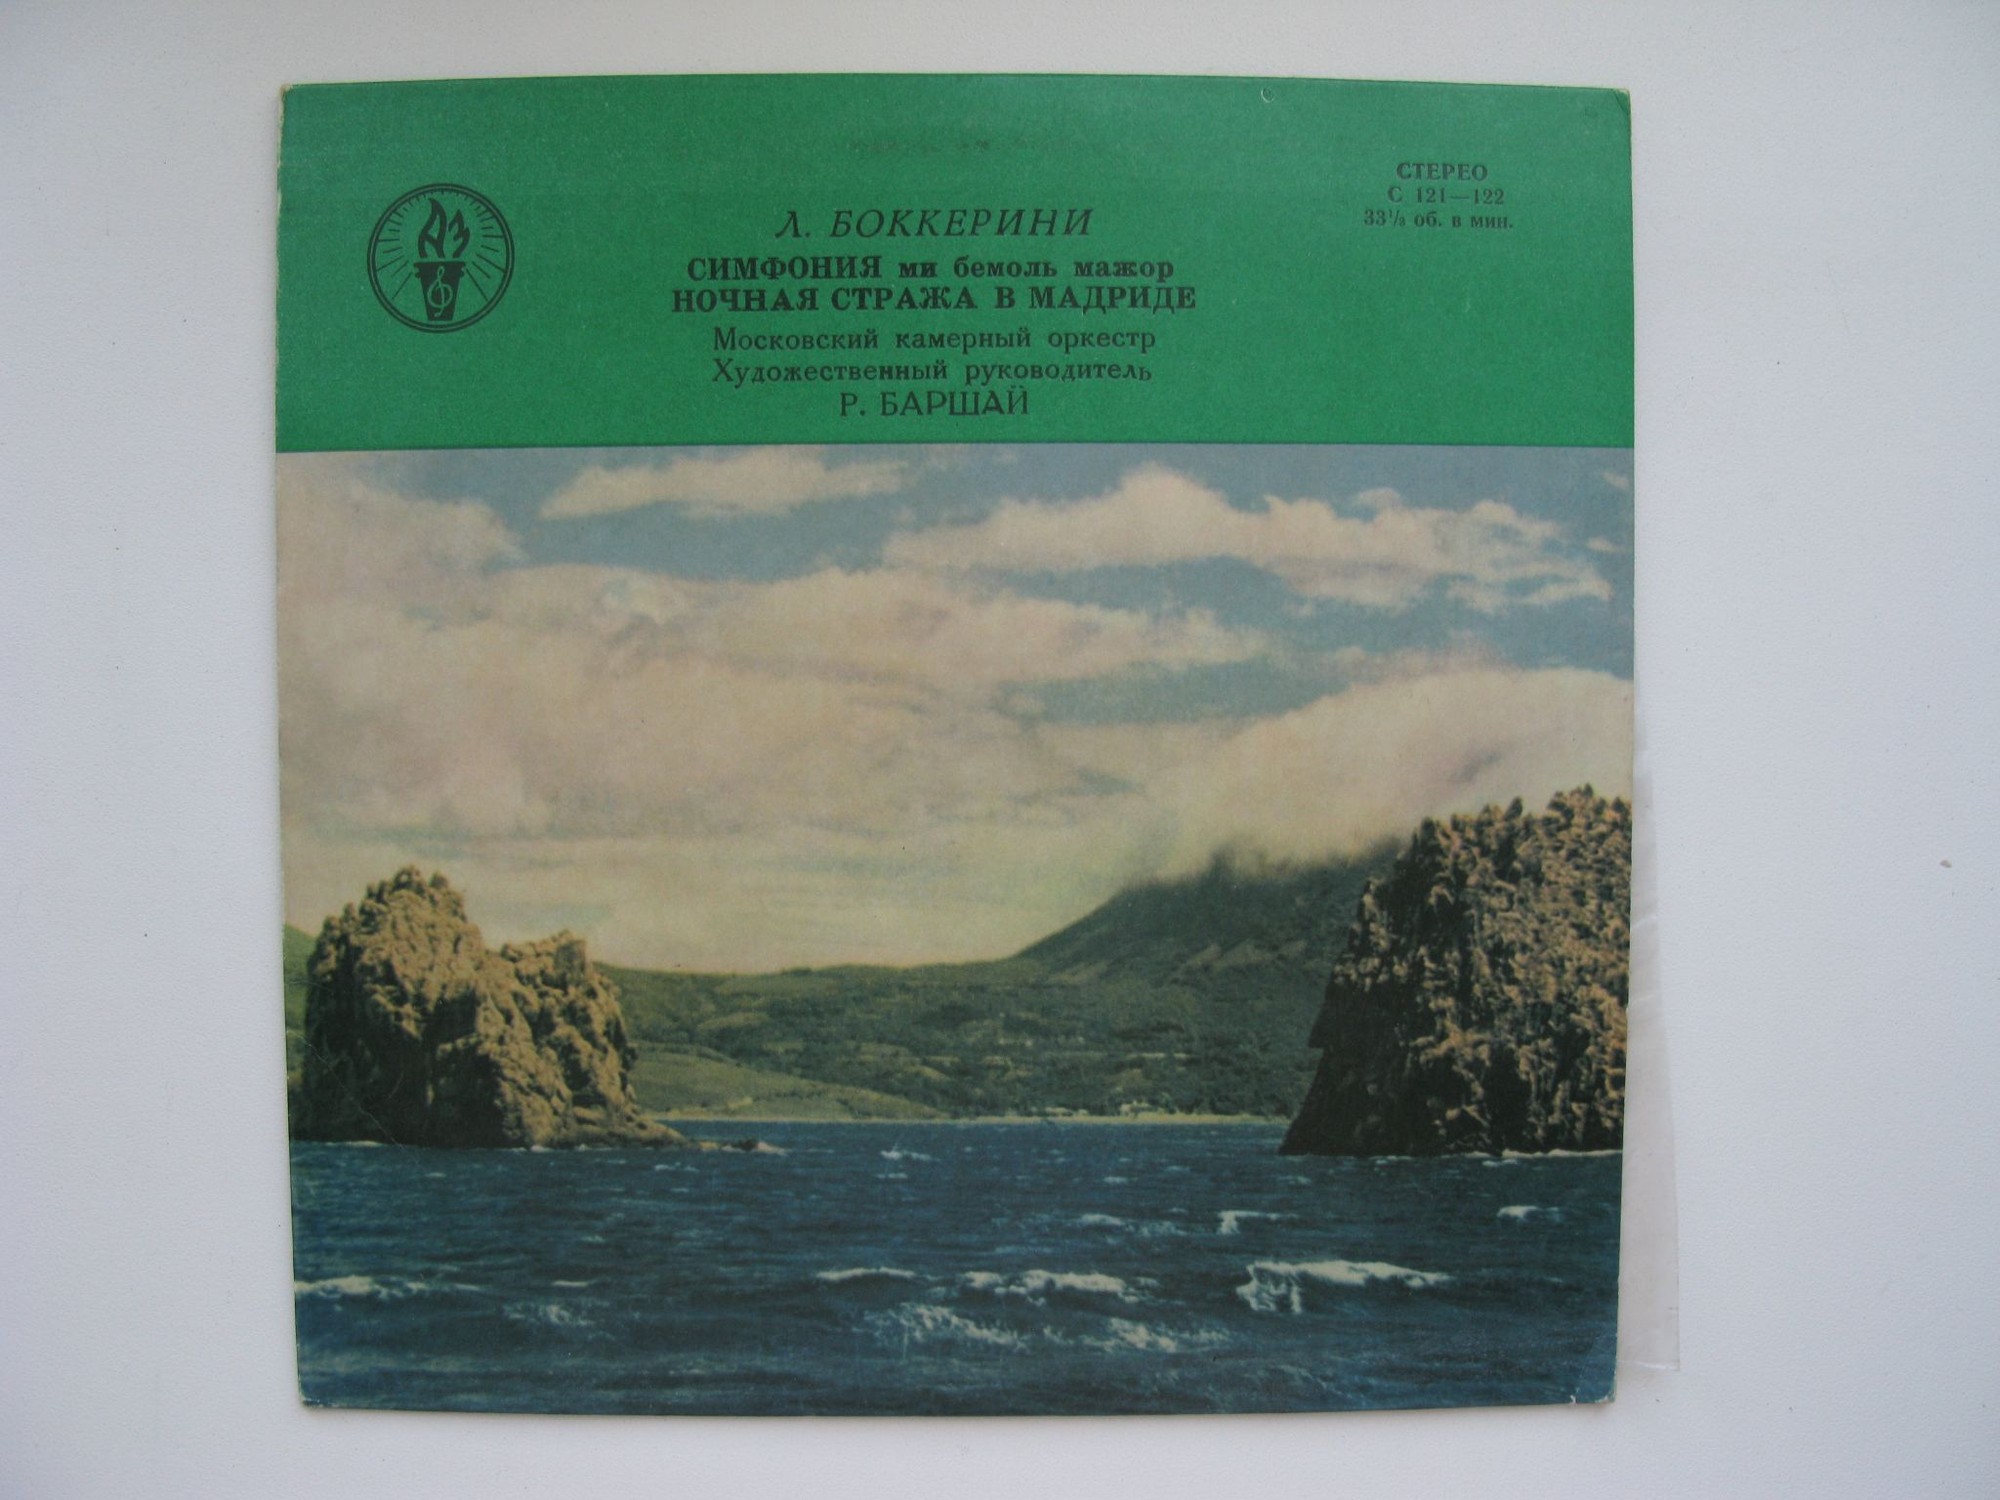 СТЕРЕО
С 121—122
33⅓ об. в мин.
Л. БОККЕРИНИ
СИМФОНИЯ ми бемоль мажор
НОЧНАЯ СТРАЖА В МАДРИДЕ
Московский камерный оркестр
Художественный руководитель
Р. БАРШАЙ
АЗ